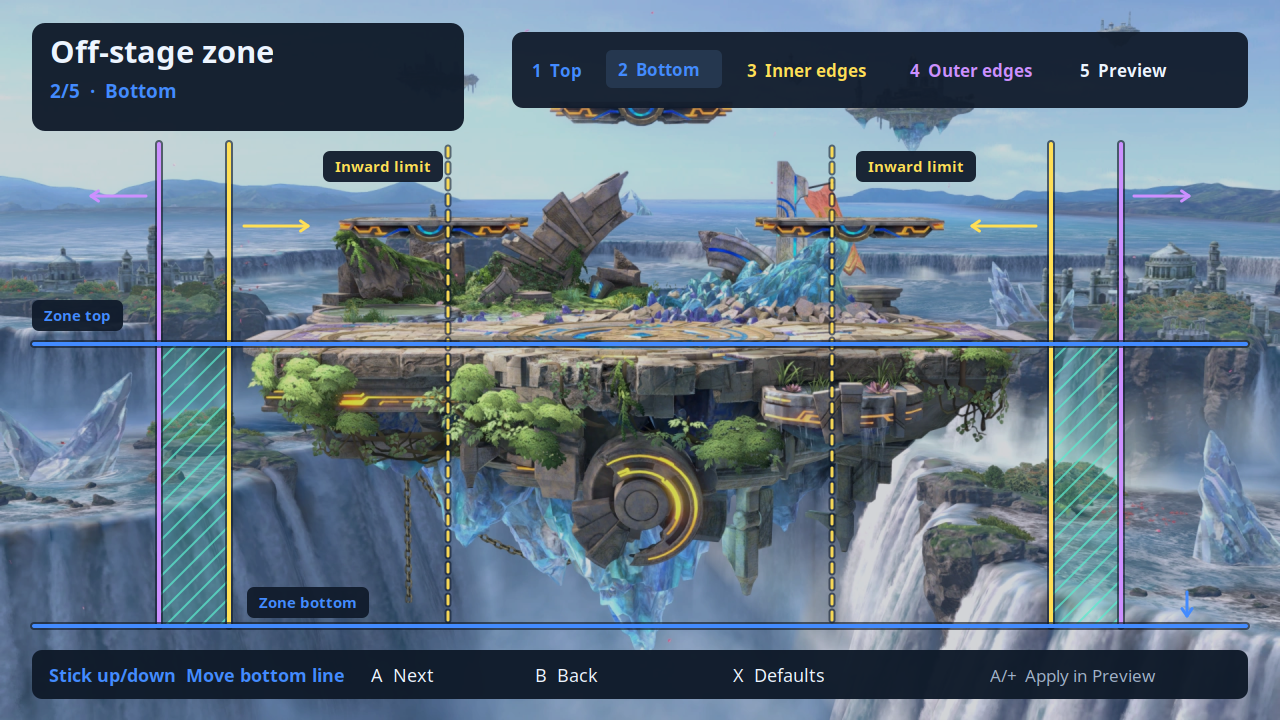 Off-stage zone
2/5 · Bottom
1 Top 2 Bottom 3 Inner edges 4 Outer edges 5 Preview
Inward limit Inward limit
Zone top
Zone bottom
Stick up/down Move bottom line A Next B Back X Defaults A/+ Apply in Preview